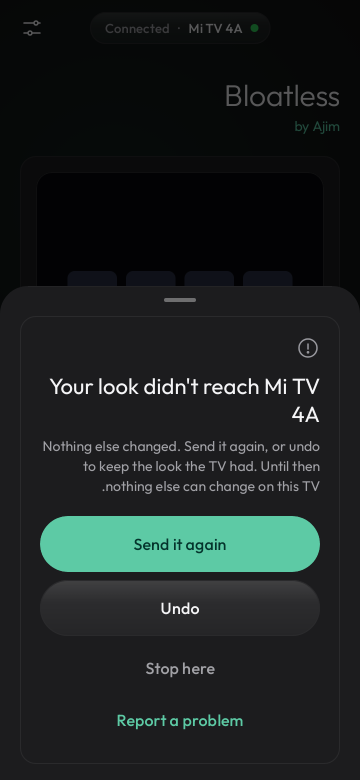 Connected · Mi TV 4A
Bloatless
by Ajim
Your look didn't reach Mi TV
4A
Nothing else changed. Send it again, or undo
to keep the look the TV had. Until then
.nothing else can change on this TV
Send it again
Undo
Stop here
Report a problem